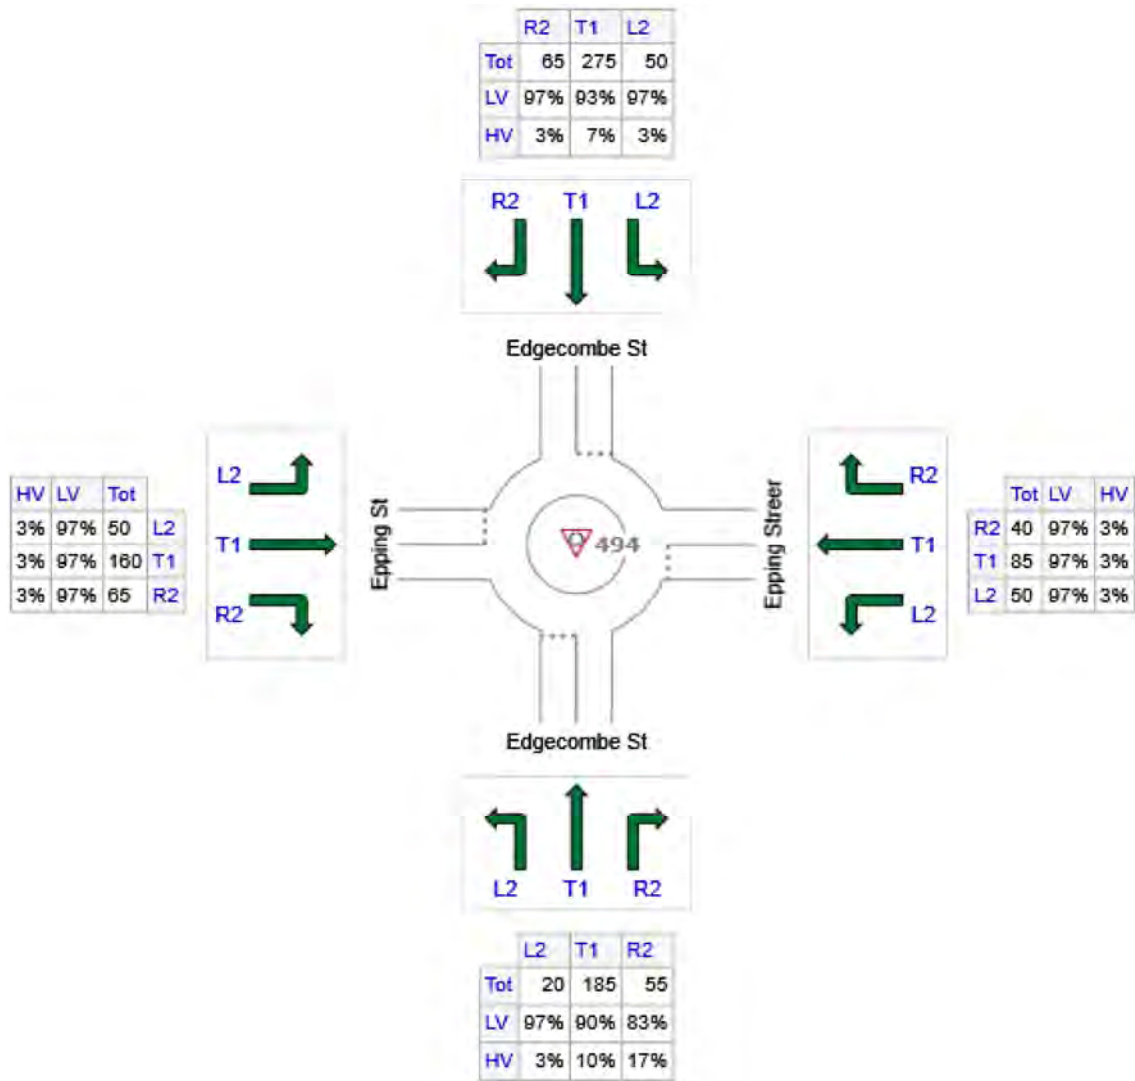 R2 T1 L2
Tot 65 275 50
LV 97% 93% 97%
HV 3% 7% 3%
R2 T1 L2
Edgecombe St
HV LV Tot
3% 97% 50 L2
3% 97% 160 T1
3% 97% 65 R2
L2
T1
R2
Epping St
494
Epping Streer
R2
T1
L2
Tot LV HV
R2 40 97% 3%
T1 85 97% 3%
L2 50 97% 3%
Edgecombe St
L2 T1 R2
L2 T1 R2
Tot 20 185 55
LV 97% 90% 83%
HV 3% 10% 17%